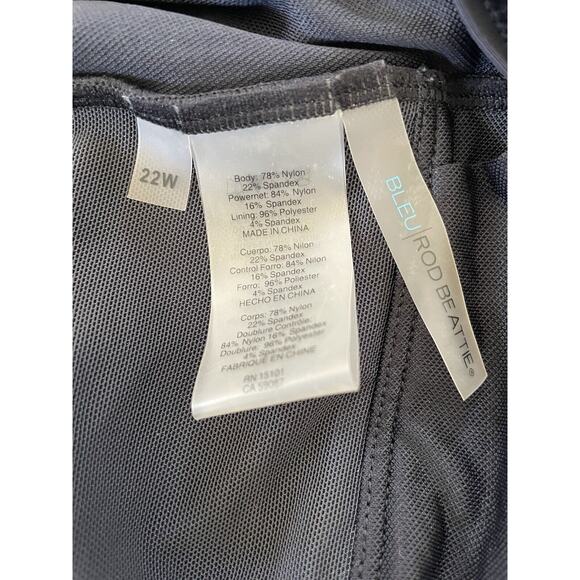 22W
Body: 78% Nylon
22% Spandex
Powernet: 84% Nylon
16% Spandex
Lining: 96% Polyester
4% Spandex
MADE IN CHINA
Cuerpo: 78% Nilon
22% Spandex
Control Forro: 84% Nilon
16% Spandex
Forro: 96% Poliester
4% Spandex
HECHO EN CHINA
Corps: 78% Nylon
22% Spandex
Doublure Contrôle:
84% Nylon 16% Spandex
Doublure: 96% Polyester
4% Spandex
FABRIQUE EN CHINE
RN 15101
CA 59087
BLEU|ROD BEATTIE®